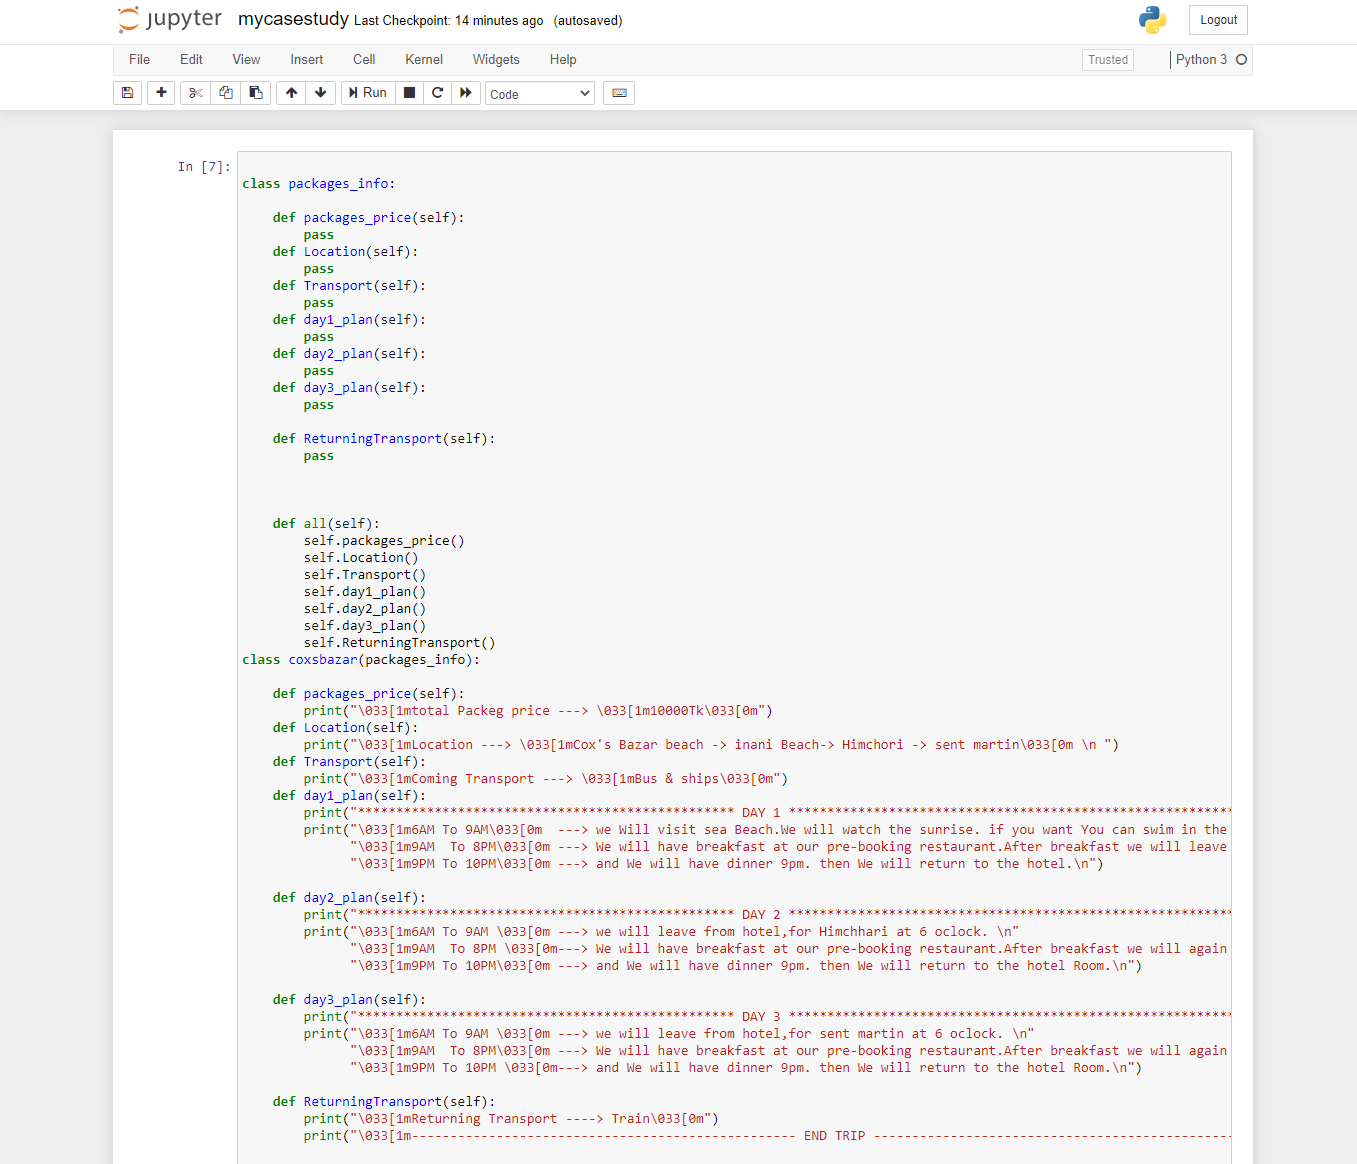 jupyter mycasestudy Last Checkpoint: 14 minutes ago (autosaved)
Logout
File Edit View Insert Cell Kernel Widgets Help
Trusted
Python 3
Run
Code
In [7]:
class packages_info:
    def packages_price(self):
        pass
    def Location(self):
        pass
    def Transport(self):
        pass
    def day1_plan(self):
        pass
    def day2_plan(self):
        pass
    def day3_plan(self):
        pass
    def ReturningTransport(self):
        pass
    def all(self):
        self.packages_price()
        self.Location()
        self.Transport()
        self.day1_plan()
        self.day2_plan()
        self.day3_plan()
        self.ReturningTransport()
class coxsbazar(packages_info):
    def packages_price(self):
        print("\033[1mtotal Packeg price ---> \033[1m10000Tk\033[0m")
    def Location(self):
        print("\033[1mLocation ---> \033[1mCox's Bazar beach -> inani Beach-> Himchori -> sent martin\033[0m \n ")
    def Transport(self):
        print("\033[1mComing Transport ---> \033[1mBus & ships\033[0m")
    def day1_plan(self):
        print("************************************************* DAY 1 **********************************************************
        print("\033[1m6AM To 9AM\033[0m  ---> we Will visit sea Beach.We will watch the sunrise. if you want You can swim in the
              "\033[1m9AM  To 8PM\033[0m ---> We will have breakfast at our pre-booking restaurant.After breakfast we will leave
              "\033[1m9PM To 10PM\033[0m ---> and We will have dinner 9pm. then We will return to the hotel.\n")
    def day2_plan(self):
        print("************************************************* DAY 2 **********************************************************
        print("\033[1m6AM To 9AM \033[0m ---> we will leave from hotel,for Himchhari at 6 oclock. \n"
              "\033[1m9AM  To 8PM \033[0m---> We will have breakfast at our pre-booking restaurant.After breakfast we will again
              "\033[1m9PM To 10PM\033[0m ---> and We will have dinner 9pm. then We will return to the hotel Room.\n")
    def day3_plan(self):
        print("************************************************* DAY 3 **********************************************************
        print("\033[1m6AM To 9AM \033[0m ---> we will leave from hotel,for sent martin at 6 oclock. \n"
              "\033[1m9AM  To 8PM\033[0m ---> We will have breakfast at our pre-booking restaurant.After breakfast we will again
              "\033[1m9PM To 10PM \033[0m---> and We will have dinner 9pm. then We will return to the hotel Room.\n")
    def ReturningTransport(self):
        print("\033[1mReturning Transport ----> Train\033[0m")
        print("\033[1m-------------------------------------------------- END TRIP -----------------------------------------------